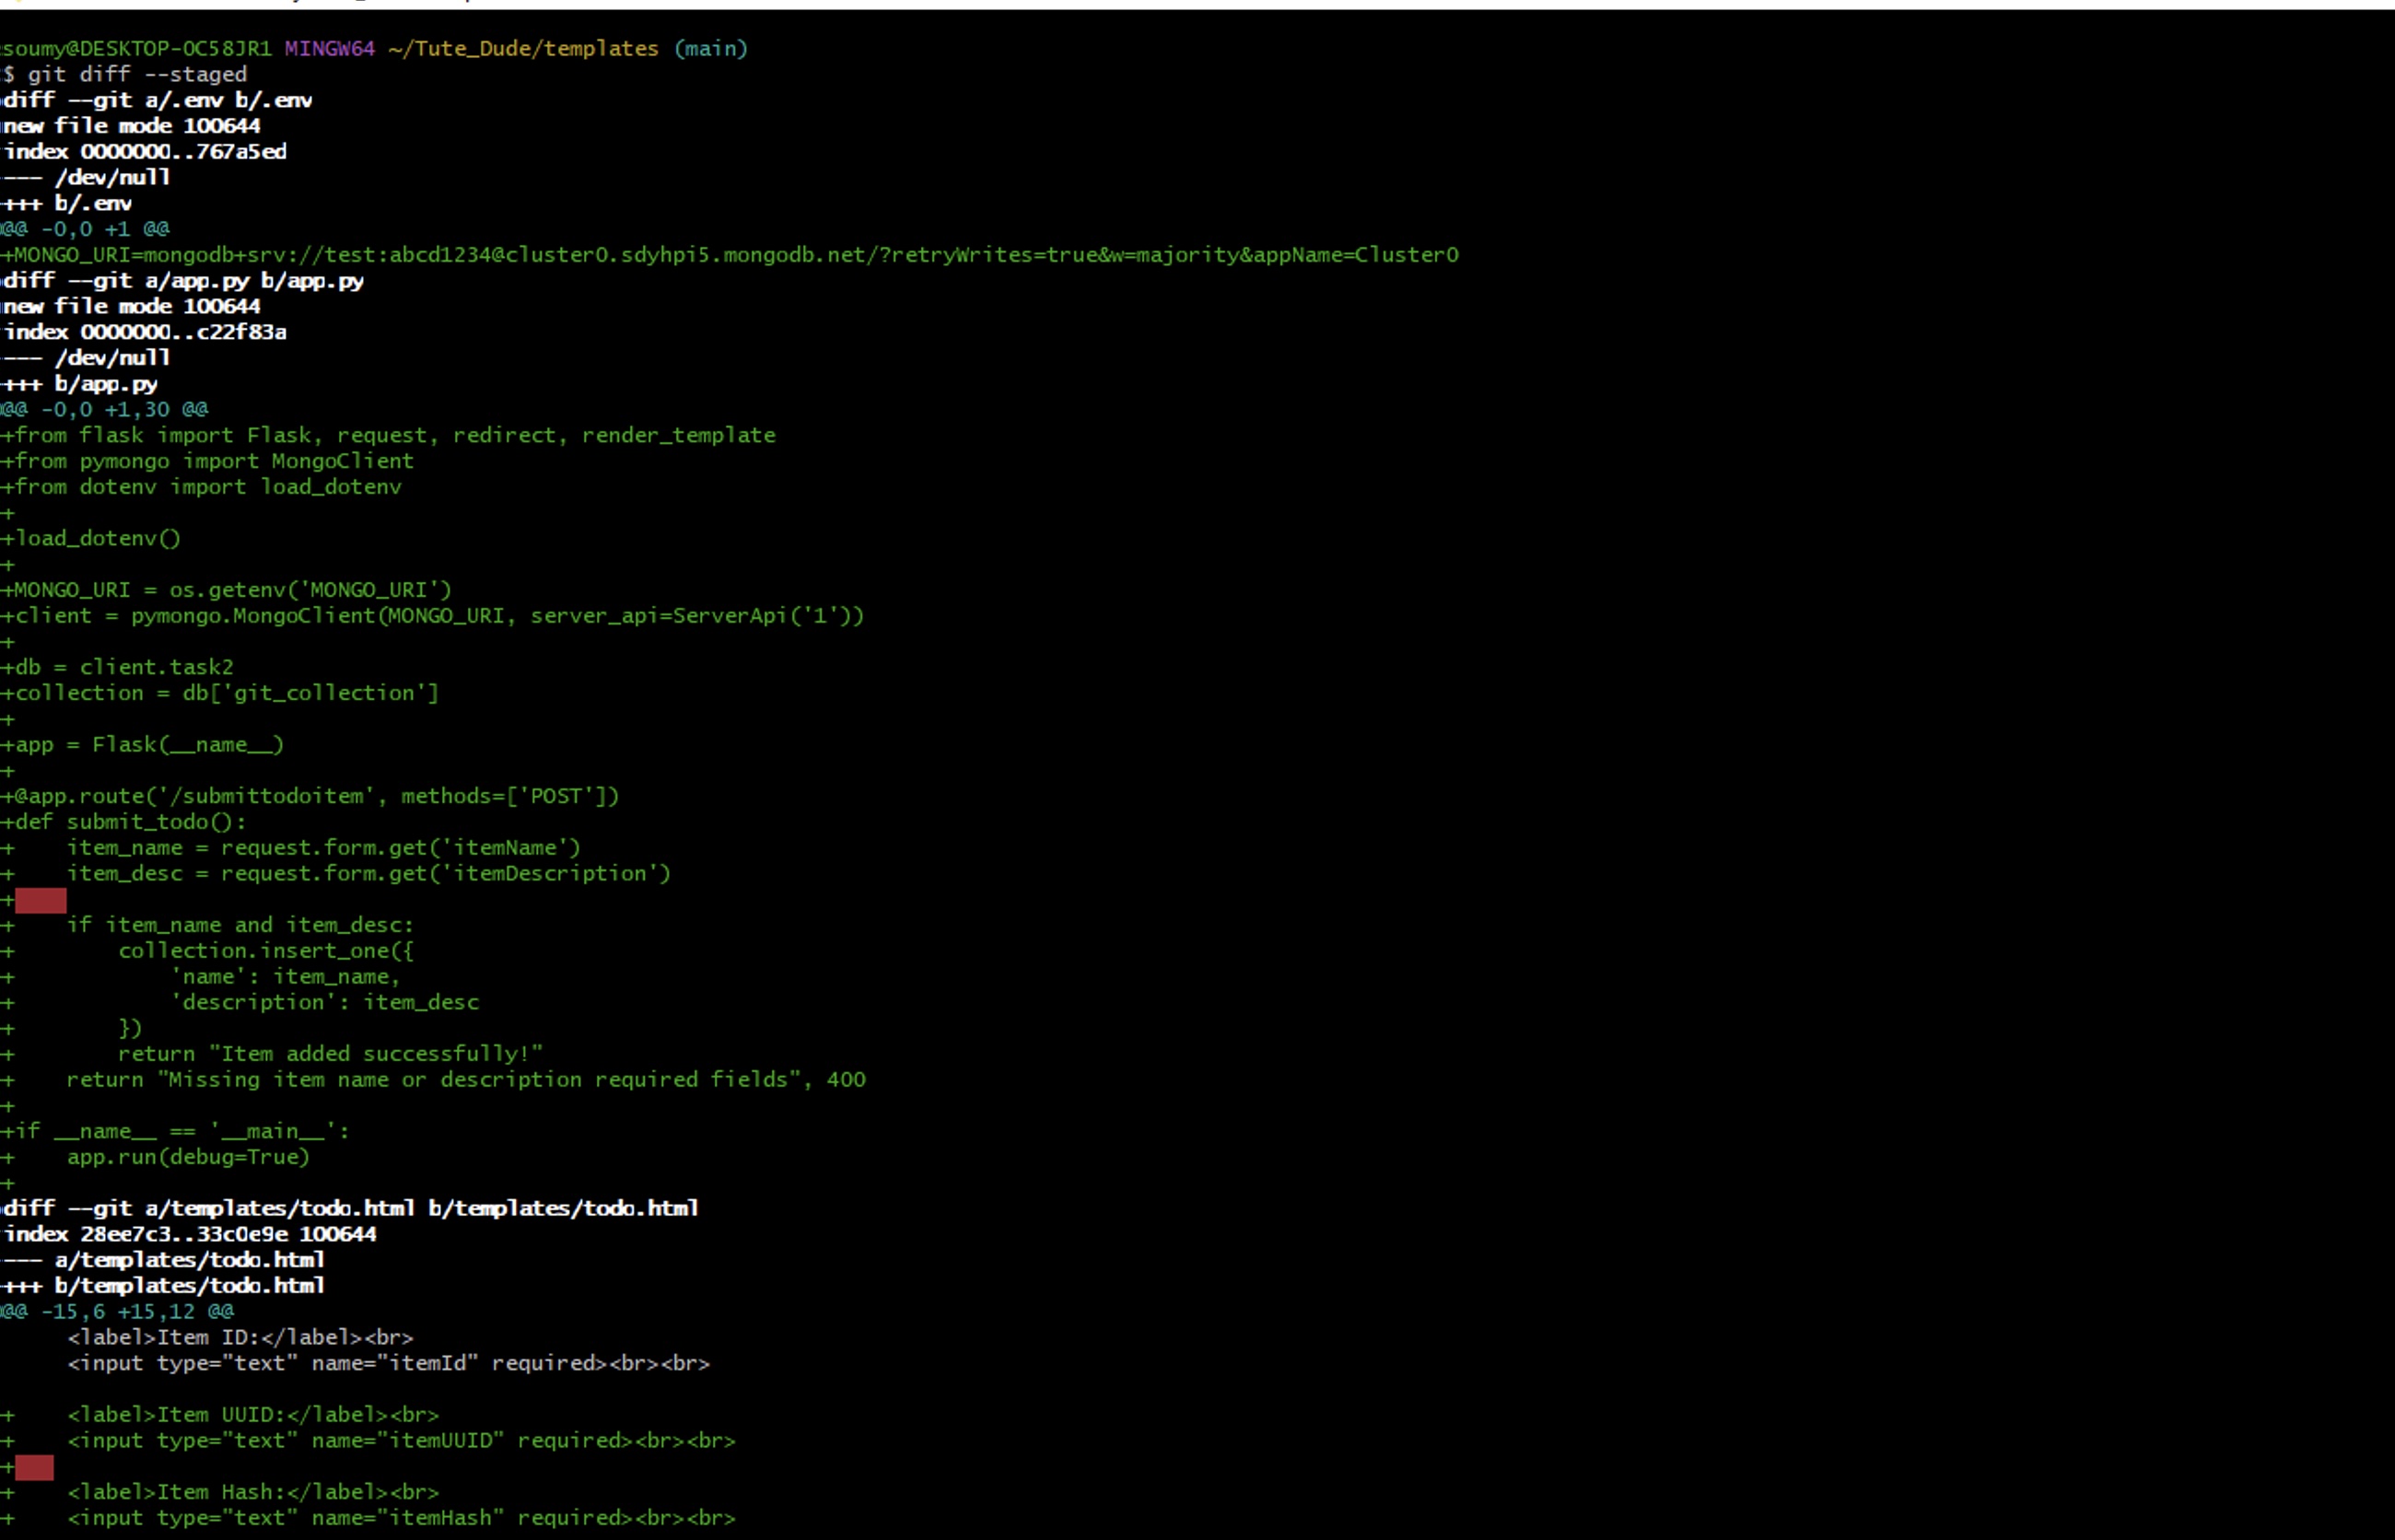 soumy@DESKTOP-OC58JR1 MINGW64 ~/Tute_Dude/templates (main)
$ git diff --staged
diff --git a/.env b/.env
new file mode 100644
index 0000000..767a5ed
--- /dev/null
+++ b/.env
@@ -0,0 +1 @@
+MONGO_URI=mongodb+srv://test:abcd1234@cluster0.sdyhpi5.mongodb.net/?retryWrites=true&w=majority&appName=Cluster0
diff --git a/app.py b/app.py
new file mode 100644
index 0000000..c22f83a
--- /dev/null
+++ b/app.py
@@ -0,0 +1,30 @@
+from flask import Flask, request, redirect, render_template
+from pymongo import MongoClient
+from dotenv import load_dotenv
+
+load_dotenv()
+
+MONGO_URI = os.getenv('MONGO_URI')
+client = pymongo.MongoClient(MONGO_URI, server_api=ServerApi('1'))
+
+db = client.task2
+collection = db['git_collection']
+
+app = Flask(__name__)
+
+@app.route('/submittodoitem', methods=['POST'])
+def submit_todo():
+    item_name = request.form.get('itemName')
+    item_desc = request.form.get('itemDescription')
+
+    if item_name and item_desc:
+        collection.insert_one({
+            'name': item_name,
+            'description': item_desc
+        })
+        return "Item added successfully!"
+    return "Missing item name or description required fields", 400
+
+if __name__ == '__main__':
+    app.run(debug=True)
+
diff --git a/templates/todo.html b/templates/todo.html
index 28ee7c3..33c0e9e 100644
--- a/templates/todo.html
+++ b/templates/todo.html
@@ -15,6 +15,12 @@
     <label>Item ID:</label><br>
     <input type="text" name="itemId" required><br><br>

+    <label>Item UUID:</label><br>
+    <input type="text" name="itemUUID" required><br><br>
+
+    <label>Item Hash:</label><br>
+    <input type="text" name="itemHash" required><br><br>